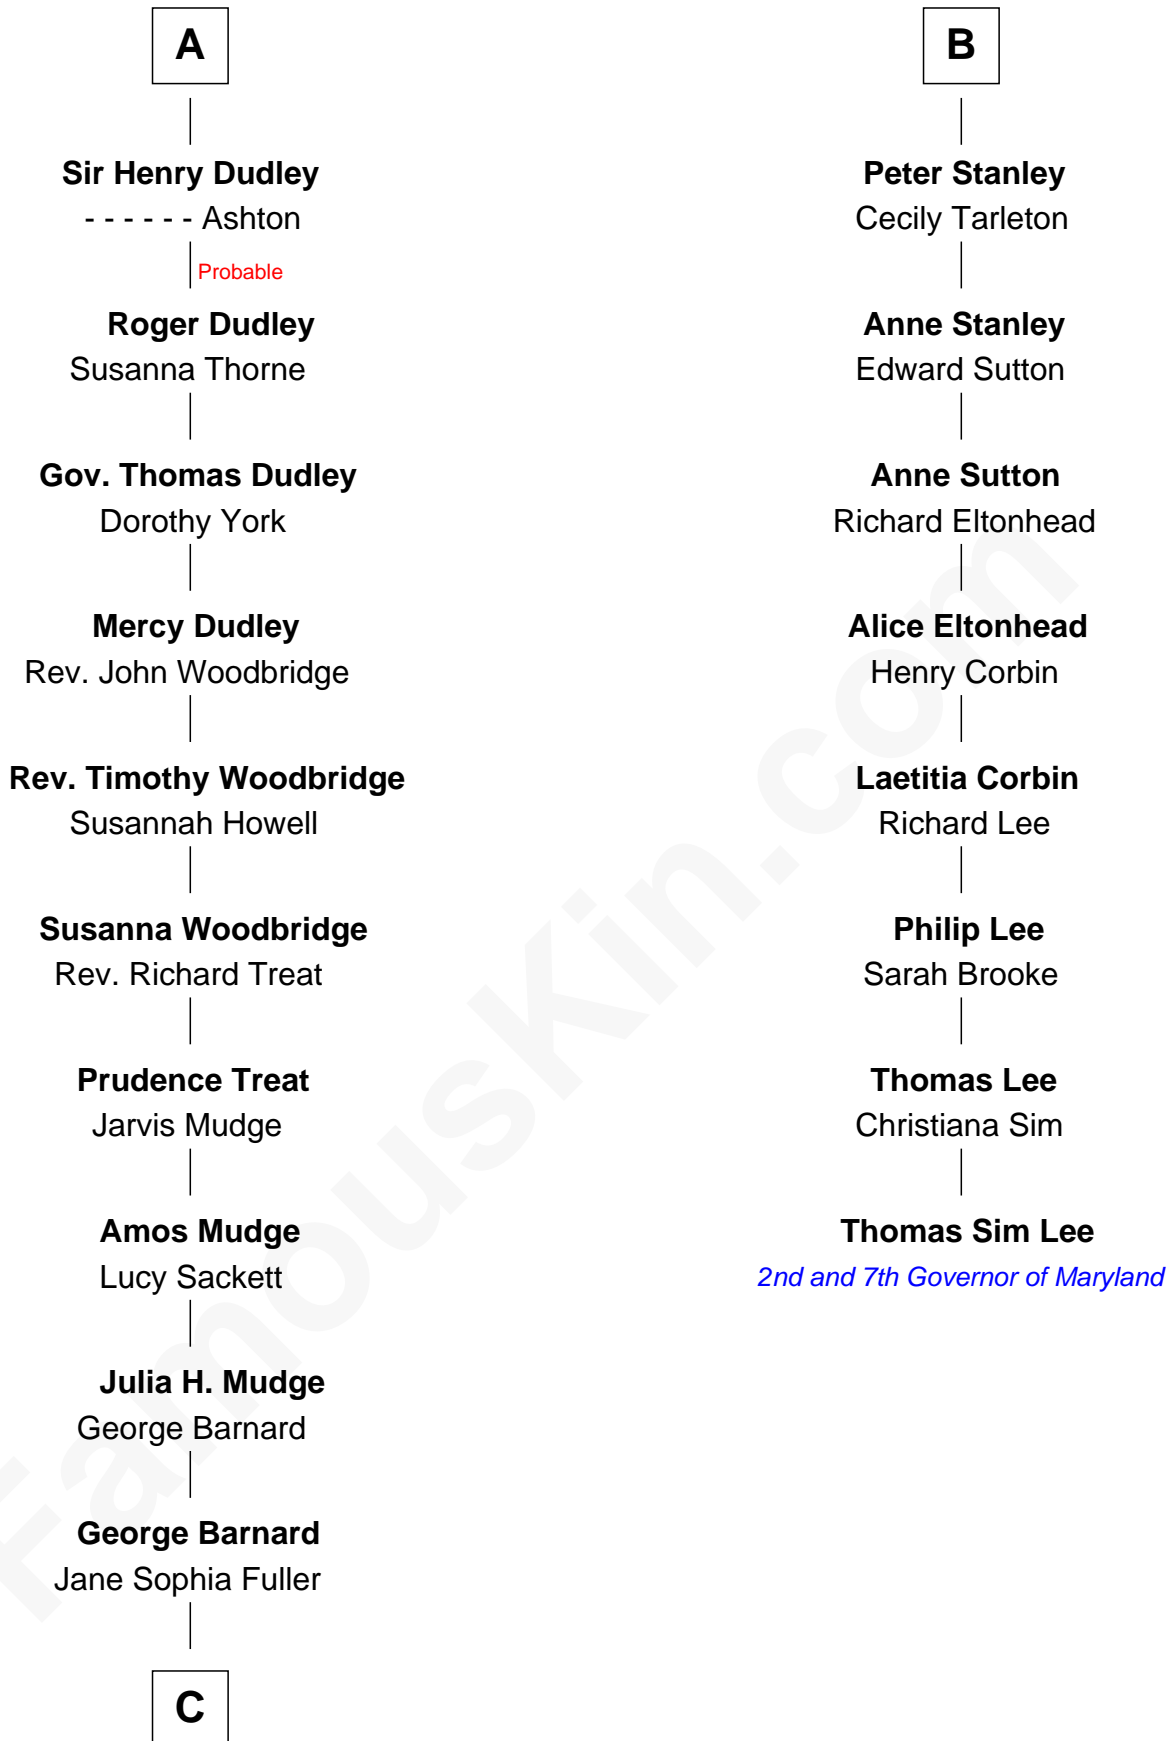 A
Sir Henry Dudley
- - - - - - Ashton
Probable
Roger Dudley
Susanna Thorne
Gov. Thomas Dudley
Dorothy York
Mercy Dudley
Rev. John Woodbridge
Rev. Timothy Woodbridge
Susannah Howell
Susanna Woodbridge
Rev. Richard Treat
Prudence Treat
Jarvis Mudge
Amos Mudge
Lucy Sackett
Julia H. Mudge
George Barnard
George Barnard
Jane Sophia Fuller
C
B
Peter Stanley
Cecily Tarleton
Anne Stanley
Edward Sutton
Anne Sutton
Richard Eltonhead
Alice Eltonhead
Henry Corbin
Laetitia Corbin
Richard Lee
Philip Lee
Sarah Brooke
Thomas Lee
Christiana Sim
Thomas Sim Lee
2nd and 7th Governor of Maryland
FamousKin.com